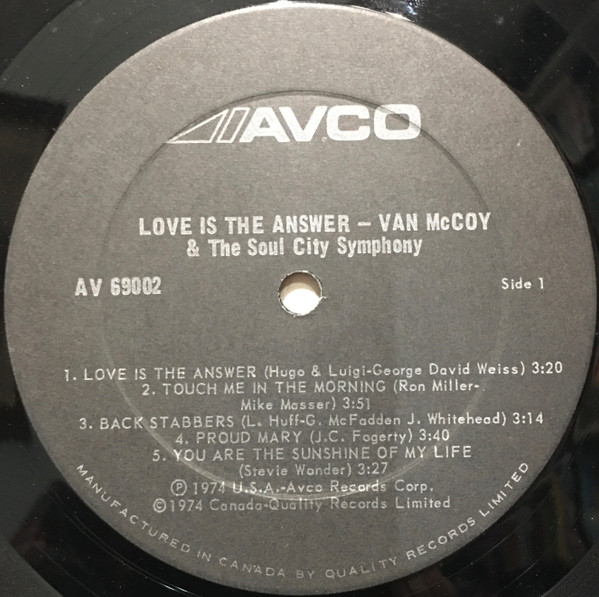 AVCO
LOVE IS THE ANSWER – VAN McCOY
& The Soul City Symphony
AV 69002
Side 1
1. LOVE IS THE ANSWER (Hugo & Luigi-George David Weiss) 3:20
2. TOUCH ME IN THE MORNING (Ron Miller-
Mike Masser) 3:51
3. BACK STABBERS (L. Huff-G. McFadden J. Whitehead) 3:14
4. PROUD MARY (J.C. Fogerty) 3:40
5. YOU ARE THE SUNSHINE OF MY LIFE
(Stevie Wonder) 3:27
Ⓟ 1974 U.S.A.-Avco Records Corp.
©1974 Canada-Quality Records Limited
MANUFACTURED IN CANADA BY QUALITY RECORDS LIMITED